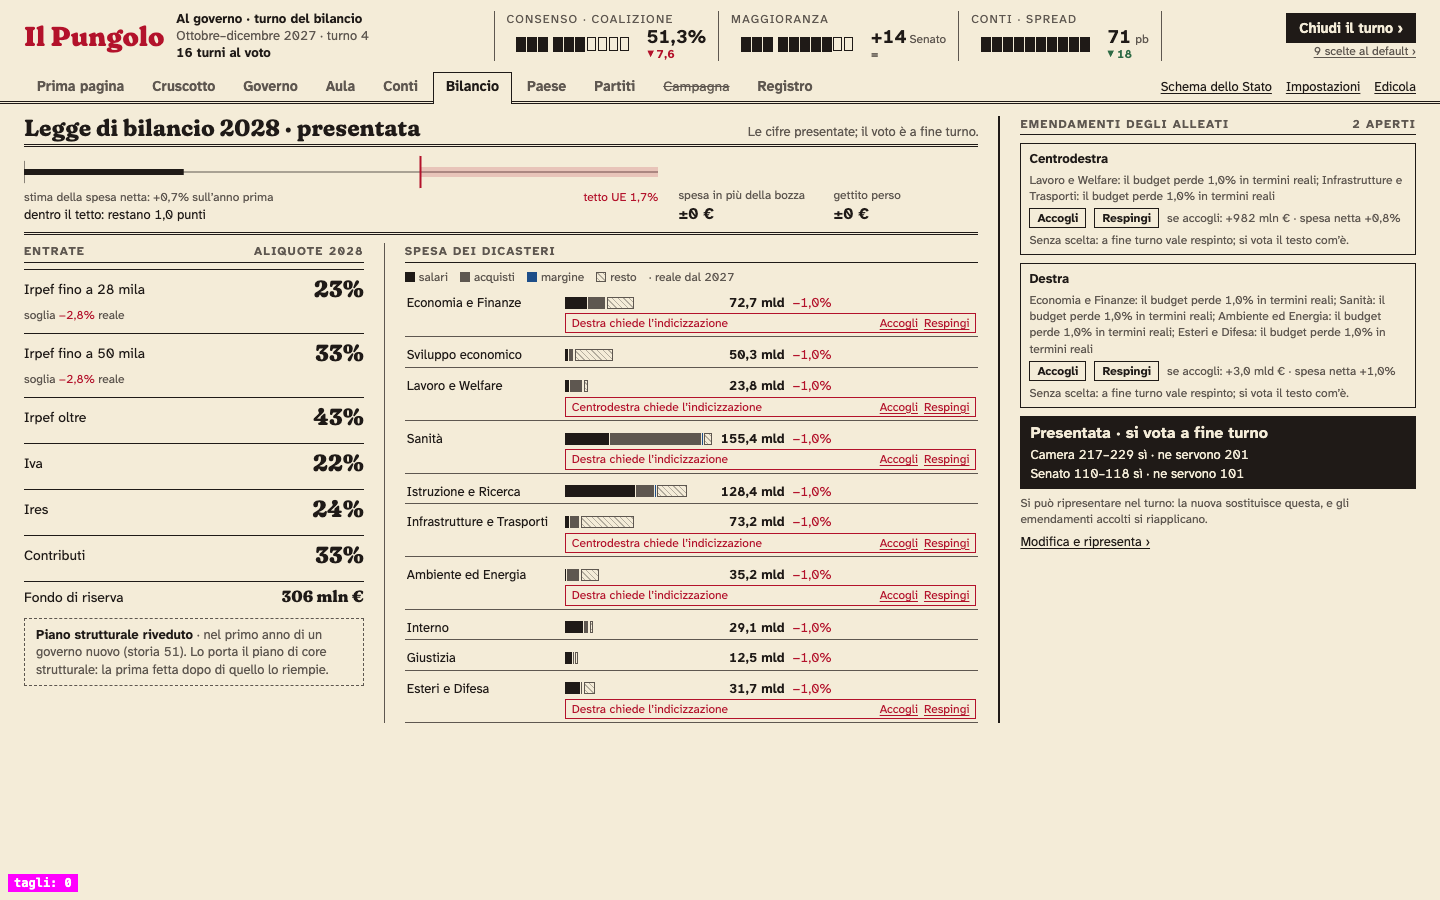 Il Pungolo
Al governo · turno del bilancio
Ottobre–dicembre 2027 · turno 4
16 turni al voto
CONSENSO · COALIZIONE
51,3%
▼7,6
MAGGIORANZA
+14 Senato
=
CONTI · SPREAD
71 pb
▼18
Chiudi il turno ›
9 scelte al default ›
Prima pagina
Cruscotto
Governo
Aula
Conti
Bilancio
Paese
Partiti
Campagna
Registro
Schema dello Stato
Impostazioni
Edicola
Legge di bilancio 2028 · presentata
Le cifre presentate; il voto è a fine turno.
stima della spesa netta: +0,7% sull’anno prima
tetto UE 1,7%
dentro il tetto: restano 1,0 punti
spesa in più della bozza
±0 €
gettito perso
±0 €
ENTRATE
ALIQUOTE 2028
Irpef fino a 28 mila
23%
soglia −2,8% reale
Irpef fino a 50 mila
33%
soglia −2,8% reale
Irpef oltre
43%
Iva
22%
Ires
24%
Contributi
33%
Fondo di riserva
306 mln €
Piano strutturale riveduto · nel primo anno di un
governo nuovo (storia 51). Lo porta il piano di core
strutturale: la prima fetta dopo di quello lo riempie.
SPESA DEI DICASTERI
salari
acquisti
margine
resto
· reale dal 2027
Economia e Finanze
72,7 mld −1,0%
Destra chiede l’indicizzazione
Accogli Respingi
Sviluppo economico
50,3 mld −1,0%
Lavoro e Welfare
23,8 mld −1,0%
Centrodestra chiede l’indicizzazione
Accogli Respingi
Sanità
155,4 mld −1,0%
Destra chiede l’indicizzazione
Accogli Respingi
Istruzione e Ricerca
128,4 mld −1,0%
Infrastrutture e Trasporti
73,2 mld −1,0%
Centrodestra chiede l’indicizzazione
Accogli Respingi
Ambiente ed Energia
35,2 mld −1,0%
Destra chiede l’indicizzazione
Accogli Respingi
Interno
29,1 mld −1,0%
Giustizia
12,5 mld −1,0%
Esteri e Difesa
31,7 mld −1,0%
Destra chiede l’indicizzazione
Accogli Respingi
EMENDAMENTI DEGLI ALLEATI
2 APERTI
Centrodestra
Lavoro e Welfare: il budget perde 1,0% in termini reali; Infrastrutture e
Trasporti: il budget perde 1,0% in termini reali
Accogli
Respingi
se accogli: +982 mln € · spesa netta +0,8%
Senza scelta: a fine turno vale respinto; si vota il testo com’è.
Destra
Economia e Finanze: il budget perde 1,0% in termini reali; Sanità: il
budget perde 1,0% in termini reali; Ambiente ed Energia: il budget
perde 1,0% in termini reali; Esteri e Difesa: il budget perde 1,0% in
termini reali
Accogli
Respingi
se accogli: +3,0 mld € · spesa netta +1,0%
Senza scelta: a fine turno vale respinto; si vota il testo com’è.
Presentata · si vota a fine turno
Camera 217–229 sì · ne servono 201
Senato 110–118 sì · ne servono 101
Si può ripresentare nel turno: la nuova sostituisce questa, e gli
emendamenti accolti si riapplicano.
Modifica e ripresenta ›
tagli: 0